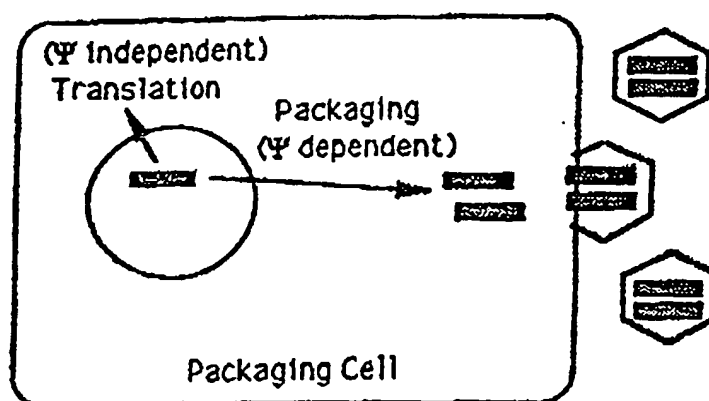 (Ψ independent)
Translation
Packaging
(Ψ dependent)
Packaging Cell